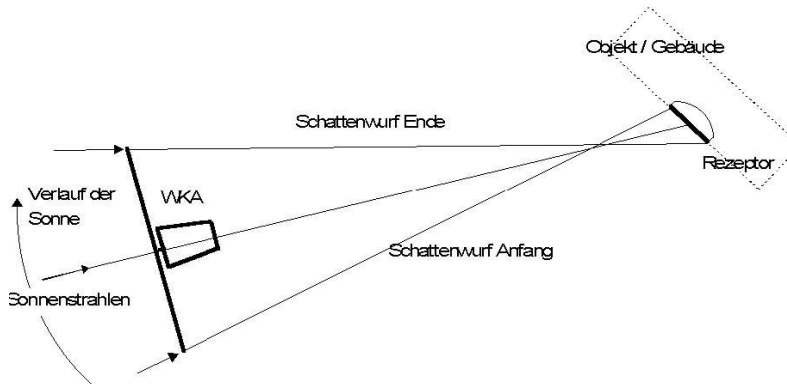 Objekt / Gebäude
Schattenwurf Ende
Rezeptor
Verlauf der
Sonne
WKA
Schattenwurf Anfang
Sonnenstrahlen